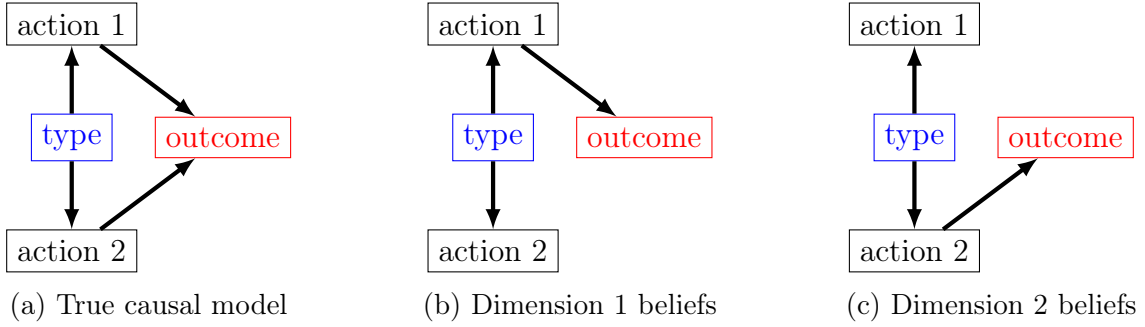 action 1
type
outcome
action 2
(a) True causal model
action 1
type
outcome
action 2
(b) Dimension 1 beliefs
action 1
type
outcome
action 2
(c) Dimension 2 beliefs